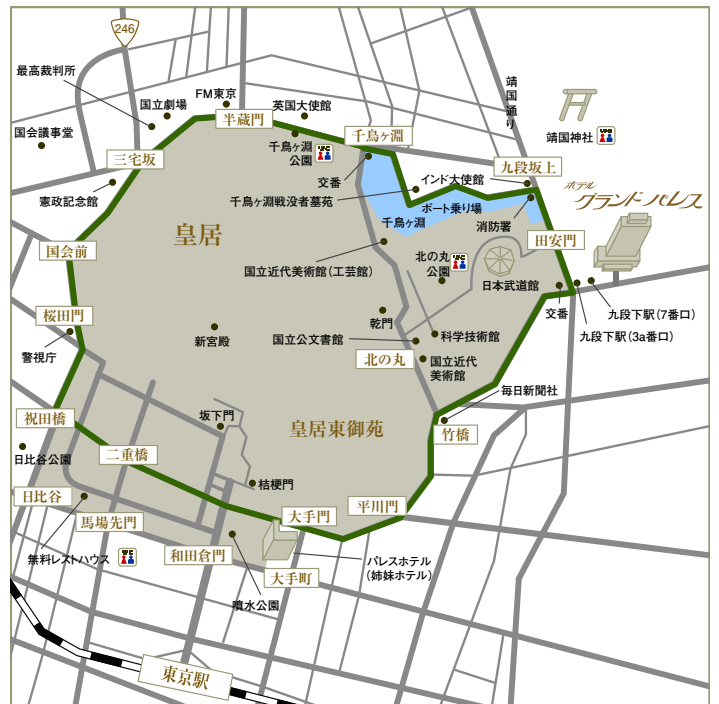 246
最高裁判所
国立劇場
FM東京
英国大使館
靖国通り
国会議事堂
半蔵門
千鳥ヶ淵
靖国神社
三宅坂
千鳥ヶ淵
公園
九段坂上
交番
インド大使館
ホテル
グランドパレス
憲政記念館
千鳥ヶ淵戦没者墓苑
ボート乗り場
千鳥ヶ淵
消防署
皇居
田安門
国会前
国立近代美術館(工芸館)
北の丸
公園
日本武道館
交番
九段下駅(7番口)
九段下駅(3a番口)
桜田門
乾門
新宮殿
国立公文書館
科学技術館
警視庁
北の丸
国立近代
美術館
毎日新聞社
祝田橋
坂下門
皇居東御苑
竹橋
日比谷公園
二重橋
桔梗門
日比谷
平川門
馬場先門
大手門
無料レストハウス
和田倉門
パレスホテル
(姉妹ホテル)
大手町
噴水公園
東京駅